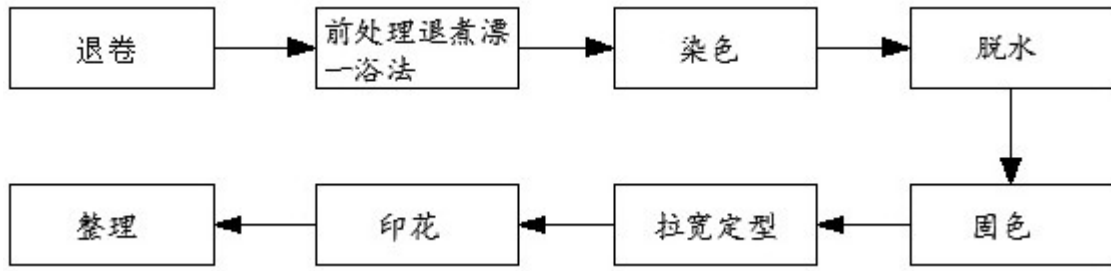 退卷
前处理退煮漂
一浴法
染色
脱水
固色
拉宽定型
印花
整理